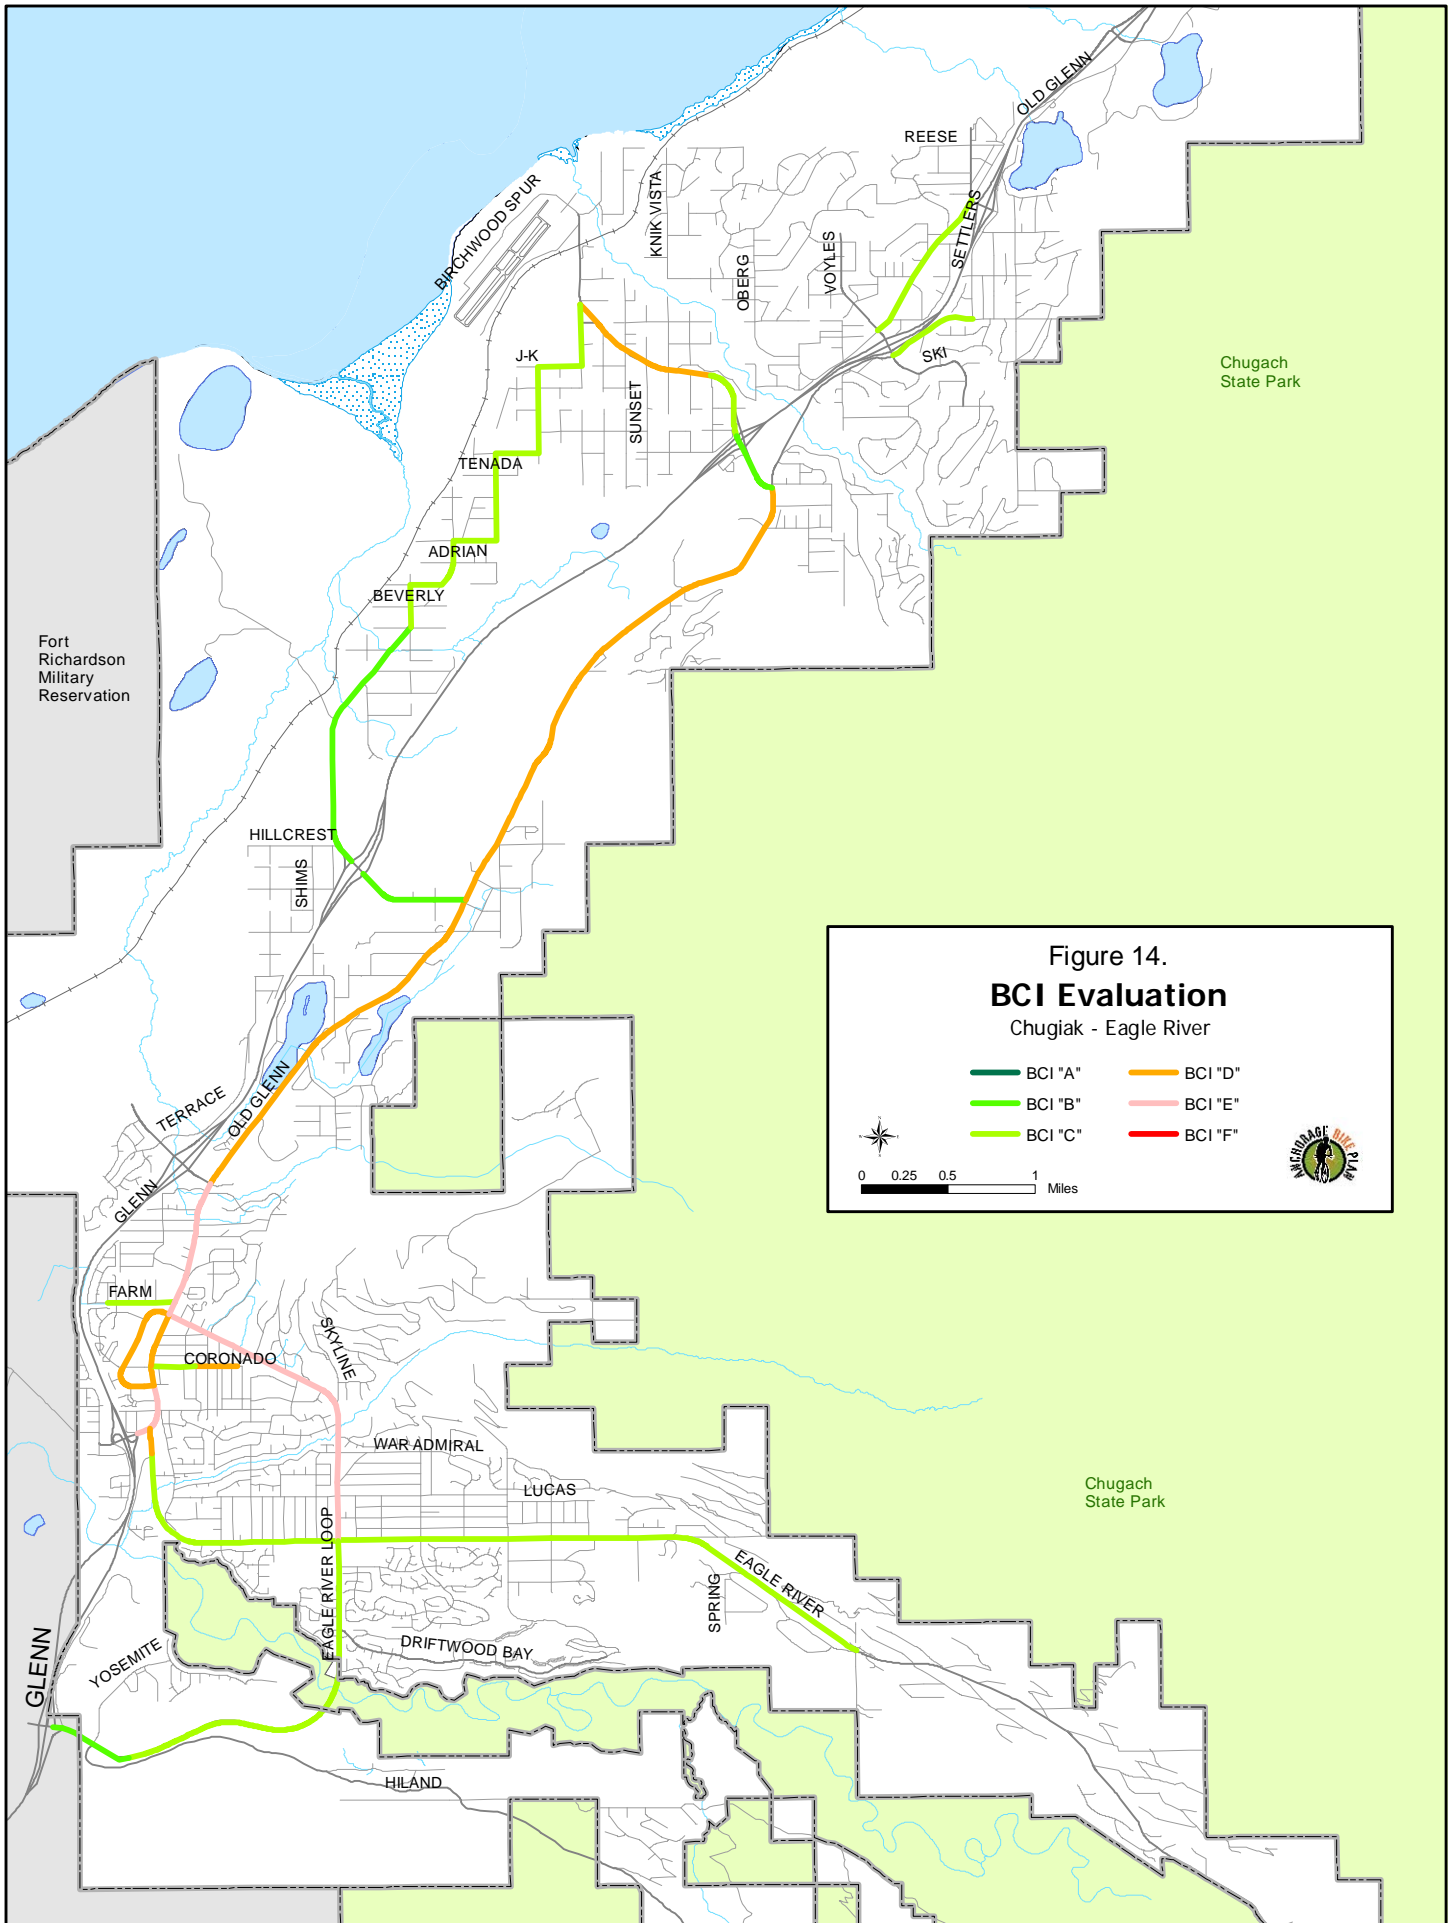 OLD GLENN
REESE
BIRCHWOOD SPUR
KNIK VISTA
SETTLERS
VOYLES
OBERG
J-K
SKI
Chugach
State Park
SUNSET
TENADA
ADRIAN
BEVERLY
Fort
Richardson
Military
Reservation
HILLCREST
SHIMS
Figure 14.
BCI Evaluation
Chugiak - Eagle River
BCI "A"
BCI "D"
BCI "B"
BCI "E"
BCI "C"
BCI "F"
0 0.25 0.5 1
Miles
ANCHORAGE BIKE PLAN
TERRACE
OLD GLENN
GLENN
FARM
SKYLINE
CORONADO
WAR ADMIRAL
LUCAS
Chugach
State Park
EAGLE RIVER LOOP
EAGLE RIVER
SPRING
DRIFTWOOD BAY
YOSEMITE
GLENN
HILAND